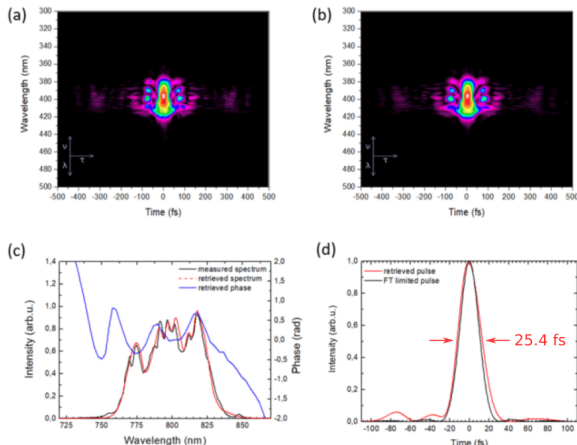 (a)
300
320
340
360
380
400
420
440
460
480
500
Wavelength (nm)
ν
λ
τ
-500 -400 -300 -200 -100 0 100 200 300 400 500
Time (fs)
(b)
300
320
340
360
380
400
420
440
460
480
500
Wavelength (nm)
ν
λ
τ
-500 -400 -300 -200 -100 0 100 200 300 400 500
Time (fs)
(c)
1,4
1,2
1,0
0,8
0,6
0,4
0,2
0,0
Intensity (arb.u.)
measured spectrum
retrieved spectrum
retrieved phase
2,0
1,5
1,0
0,5
0,0
-0,5
-1,0
-1,5
-2,0
Phase (rad)
725 750 775 800 825 850
Wavelength (nm)
(d)
1,0
0,8
0,6
0,4
0,2
0,0
Intensity (arb.u.)
retrieved pulse
FT limited pulse
25.4 fs
-100 -80 -60 -40 -20 0 20 40 60 80 100
Time (fs)